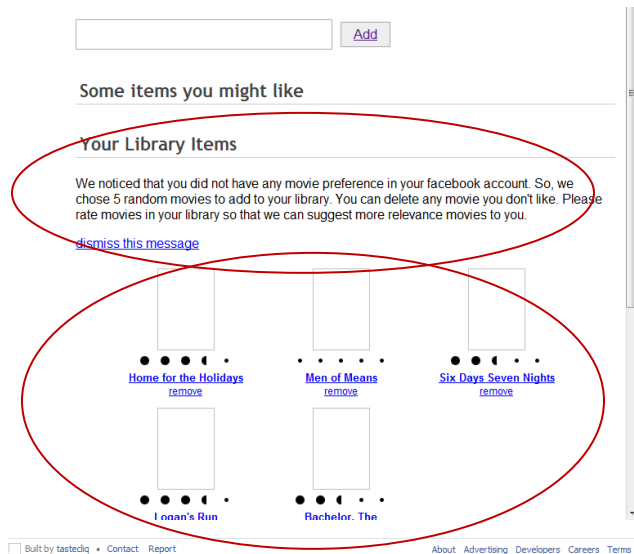 Add
Some items you might like
Your Library Items
We noticed that you did not have any movie preference in your facebook account. So, we
chose 5 random movies to add to your library. You can delete any movie you don't like. Please
rate movies in your library so that we can suggest more relevance movies to you.
dismiss this message
Home for the Holidays Men of Means Six Days Seven Nights
remove remove remove
Logan's Run Bachelor, The
Built by tastediq • Contact Report About Advertising Developers Careers Terms